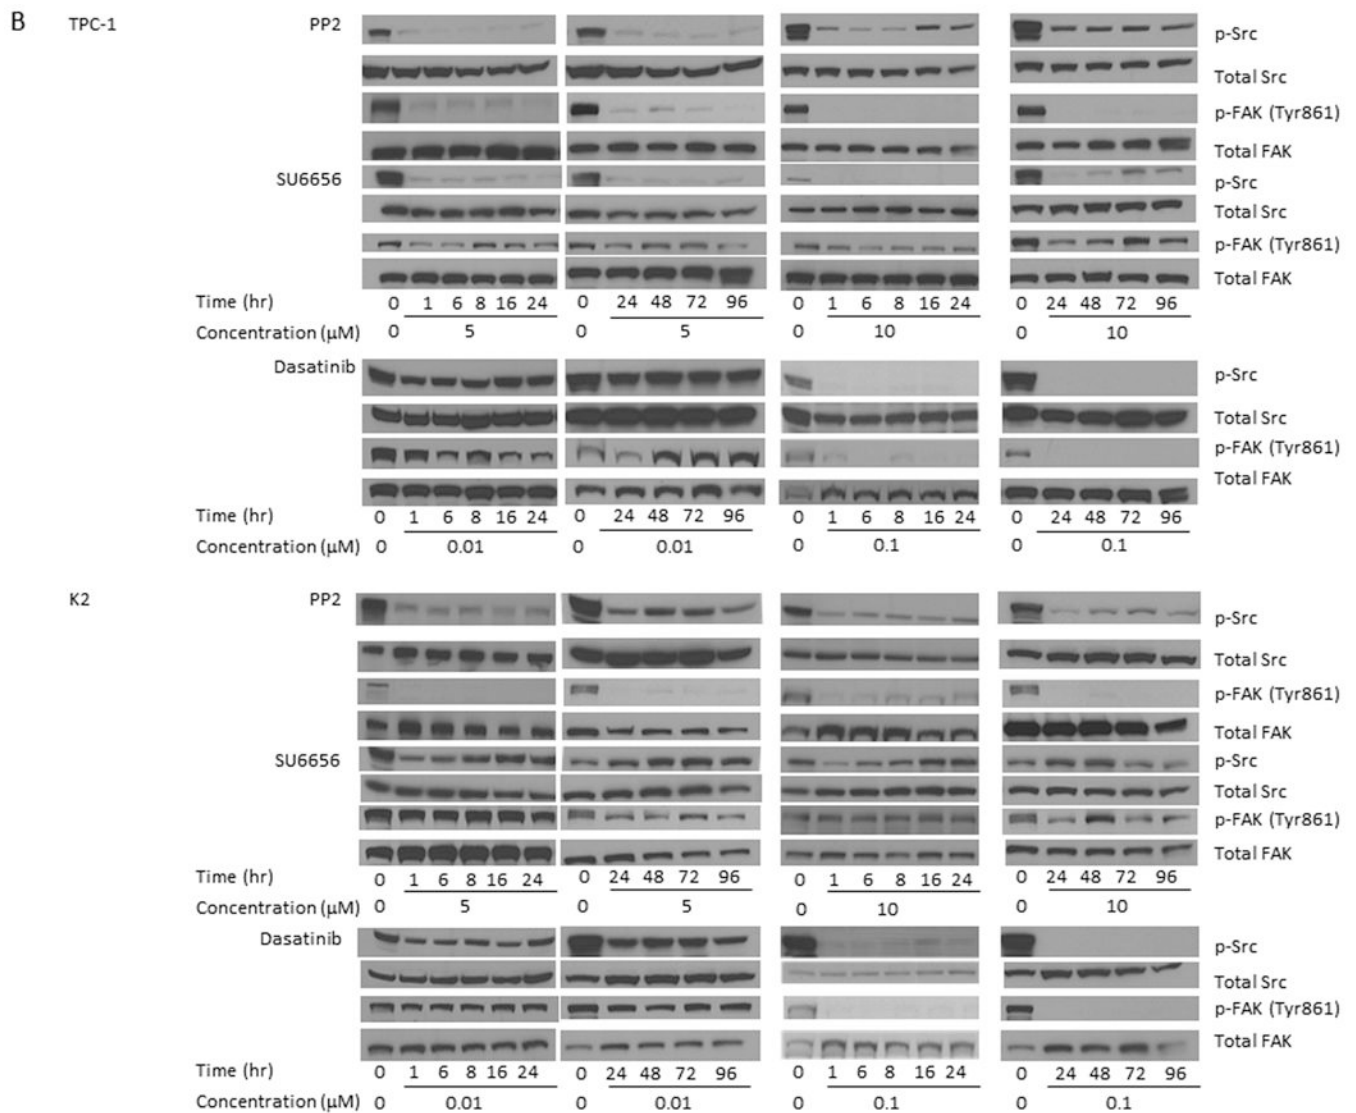 B TPC-1 PP2 p-Src
Total Src
p-FAK (Tyr861)
Total FAK
SU6656 p-Src
Total Src
p-FAK (Tyr861)
Total FAK
Time (hr) 0 1 6 8 16 24 0 24 48 72 96 0 1 6 8 16 24 0 24 48 72 96
Concentration (µM) 0 5 0 5 0 10 0 10
Dasatinib p-Src
Total Src
p-FAK (Tyr861)
Total FAK
Time (hr) 0 1 6 8 16 24 0 24 48 72 96 0 1 6 8 16 24 0 24 48 72 96
Concentration (µM) 0 0.01 0 0.01 0 0.1 0 0.1
K2 PP2 p-Src
Total Src
p-FAK (Tyr861)
Total FAK
SU6656 p-Src
Total Src
p-FAK (Tyr861)
Total FAK
Time (hr) 0 1 6 8 16 24 0 24 48 72 96 0 1 6 8 16 24 0 24 48 72 96
Concentration (µM) 0 5 0 5 0 10 0 10
Dasatinib p-Src
Total Src
p-FAK (Tyr861)
Total FAK
Time (hr) 0 1 6 8 16 24 0 24 48 72 96 0 1 6 8 16 24 0 24 48 72 96
Concentration (µM) 0 0.01 0 0.01 0 0.1 0 0.1